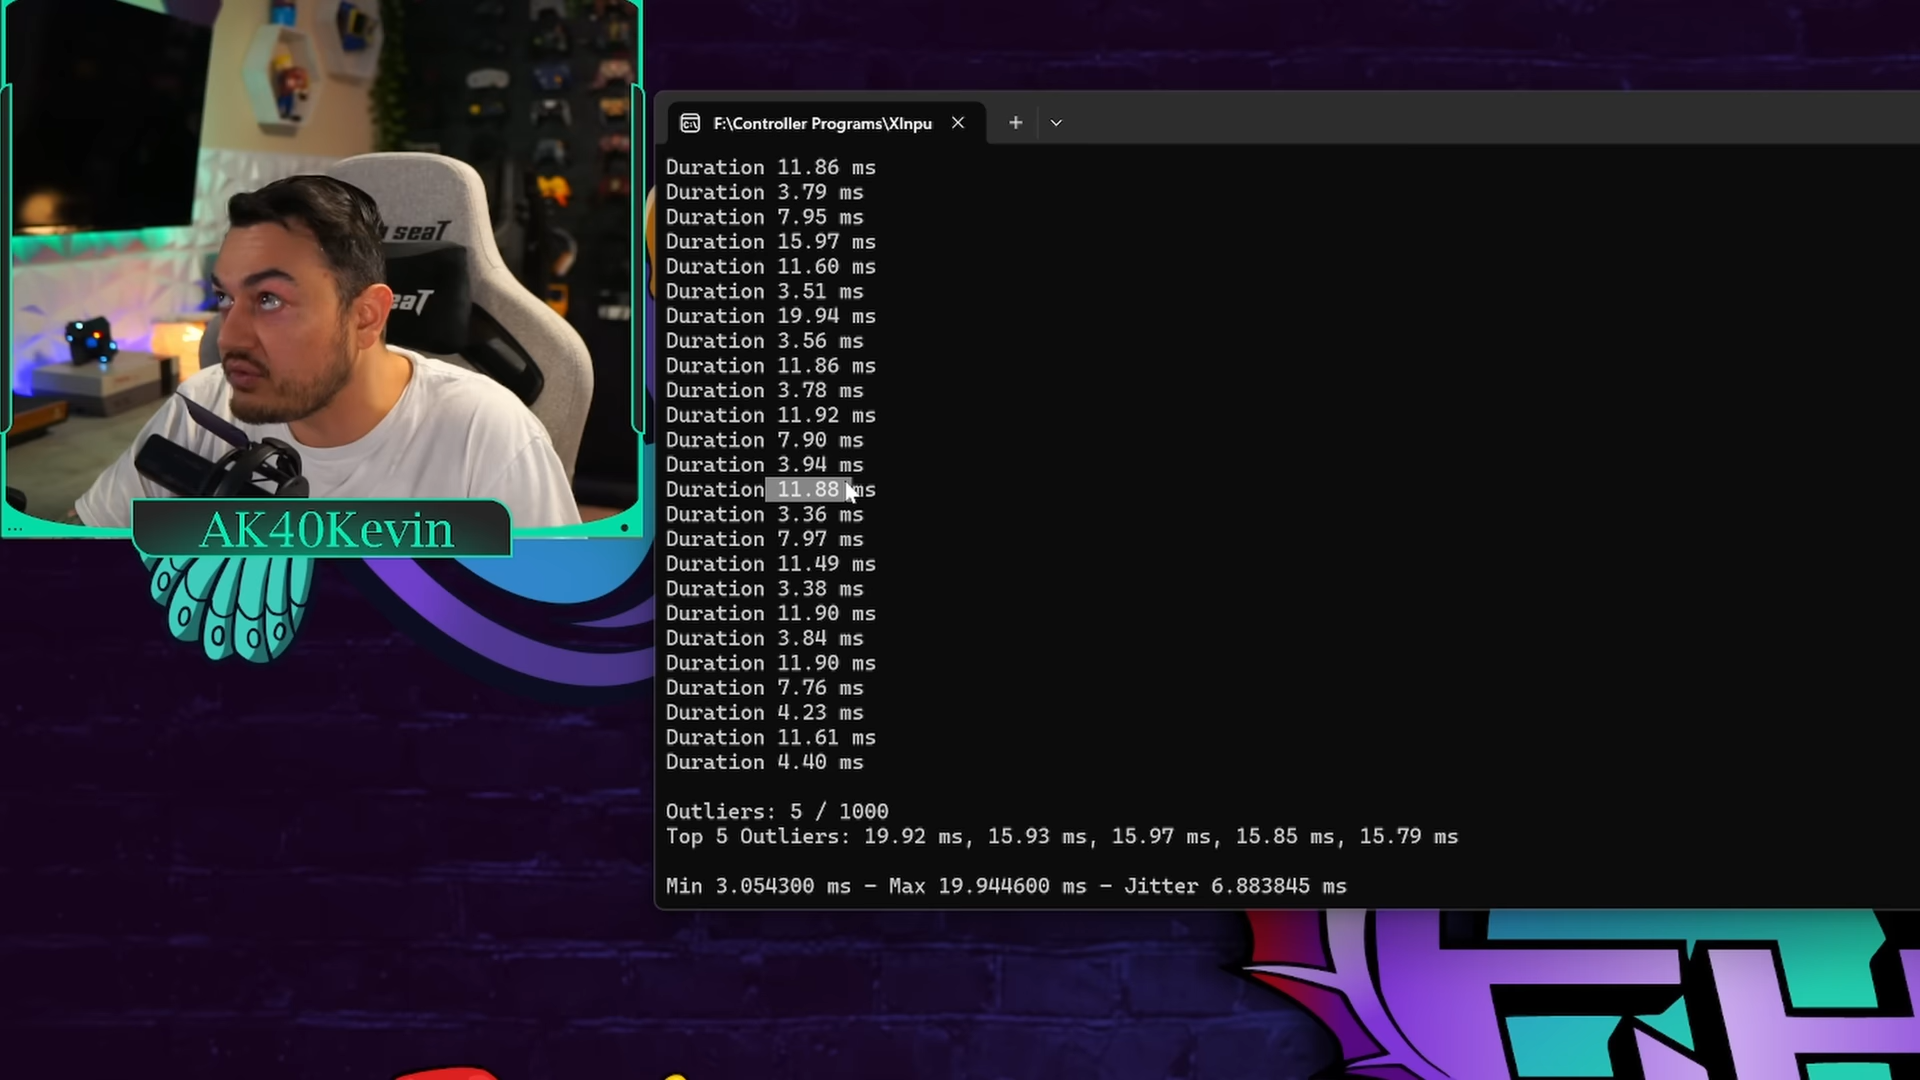 seaT
eaT
AK40Kevin
F:\Controller Programs\XInpu
Duration 11.86 ms
Duration 3.79 ms
Duration 7.95 ms
Duration 15.97 ms
Duration 11.60 ms
Duration 3.51 ms
Duration 19.94 ms
Duration 3.56 ms
Duration 11.86 ms
Duration 3.78 ms
Duration 11.92 ms
Duration 7.90 ms
Duration 3.94 ms
Duration 11.88 ms
Duration 3.36 ms
Duration 7.97 ms
Duration 11.49 ms
Duration 3.38 ms
Duration 11.90 ms
Duration 3.84 ms
Duration 11.90 ms
Duration 7.76 ms
Duration 4.23 ms
Duration 11.61 ms
Duration 4.40 ms
Outliers: 5 / 1000
Top 5 Outliers: 19.92 ms, 15.93 ms, 15.97 ms, 15.85 ms, 15.79 ms
Min 3.054300 ms – Max 19.944600 ms – Jitter 6.883845 ms